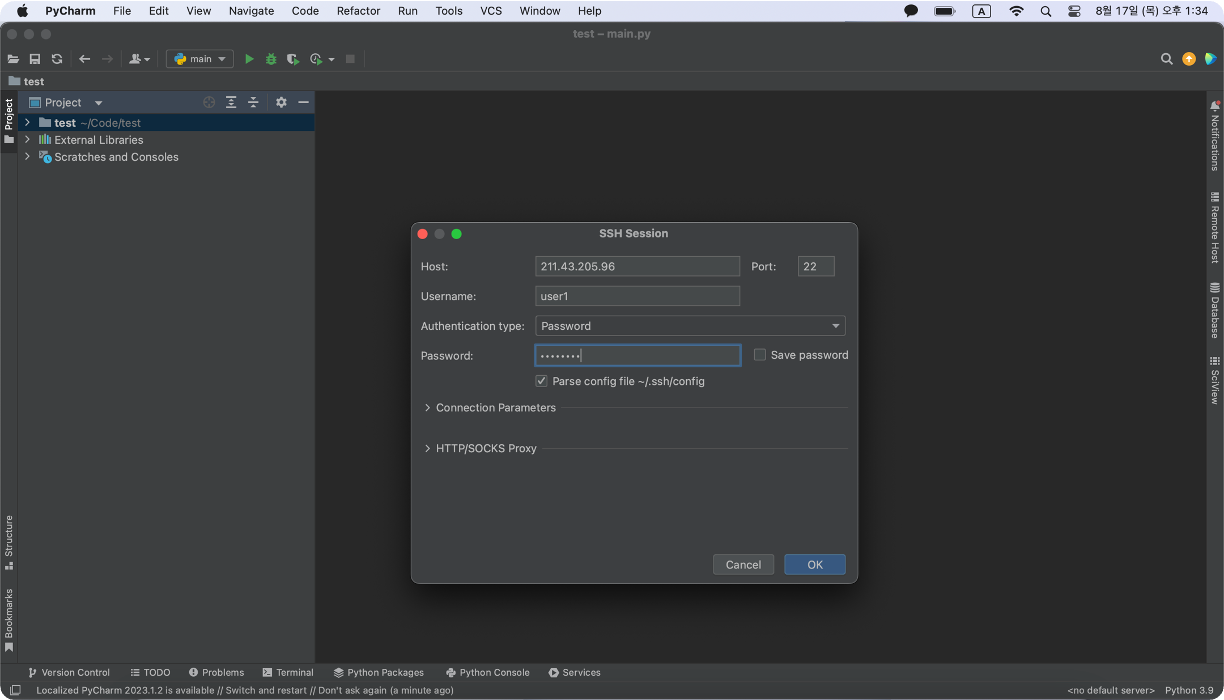 PyCharm File Edit View Navigate Code Refactor Run Tools VCS Window Help A 8월 17일 (목) 오후 1:34
test – main.py
main
test
Project
Project
test ~/Code/test
External Libraries
Scratches and Consoles
Structure
Bookmarks
SSH Session
Host: 211.43.205.96 Port: 22
Username: user1
Authentication type: Password
Password: •••••••• Save password
Parse config file ~/.ssh/config
Connection Parameters
HTTP/SOCKS Proxy
Cancel OK
Notifications
Remote Host
Database
SciView
Version Control TODO Problems Terminal Python Packages Python Console Services
Localized PyCharm 2023.1.2 is available // Switch and restart // Don't ask again (a minute ago) <no default server> Python 3.9